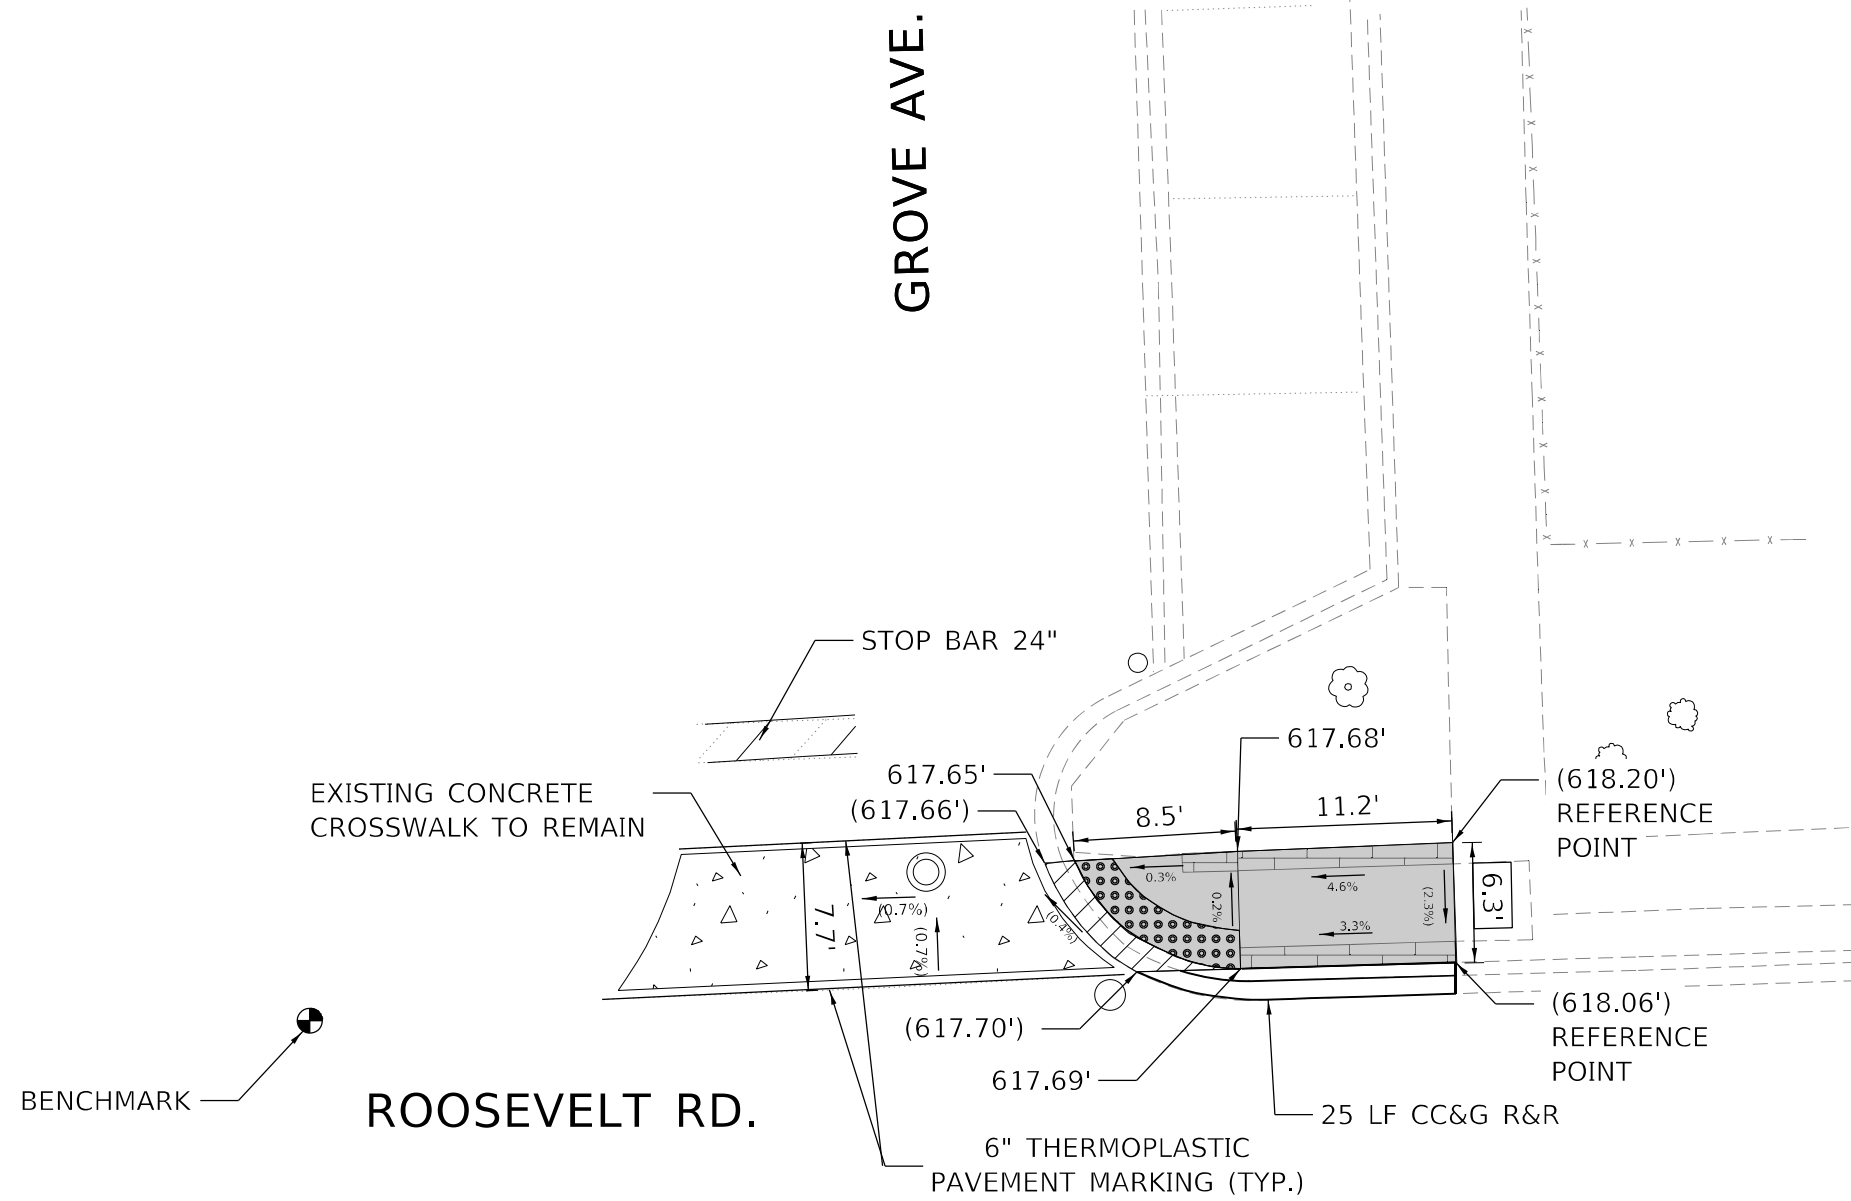 GROVE AVE.
STOP BAR 24"
617.68'
617.65'
(617.66')
8.5'
11.2'
(618.20')
REFERENCE
POINT
EXISTING CONCRETE
CROSSWALK TO REMAIN
0.3%
4.6%
0.2%
(2.3%)
6.3'
(0.7%)
7.7'
(0.7%)
(0.4%)
3.3%
(617.70')
(618.06')
REFERENCE
POINT
617.69'
BENCHMARK
ROOSEVELT RD.
25 LF CC&G R&R
6" THERMOPLASTIC
PAVEMENT MARKING (TYP.)